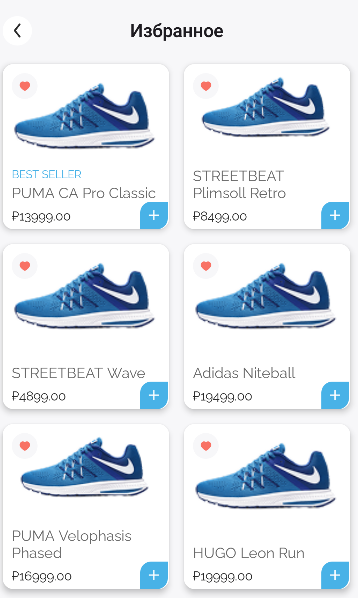 Избранное
BEST SELLER
PUMA CA Pro Classic
₽13999.00
STREETBEAT
Plimsoll Retro
₽8499.00
STREETBEAT Wave
₽4899.00
Adidas Niteball
₽19499.00
PUMA Velophasis
Phased
₽16999.00
HUGO Leon Run
₽19999.00